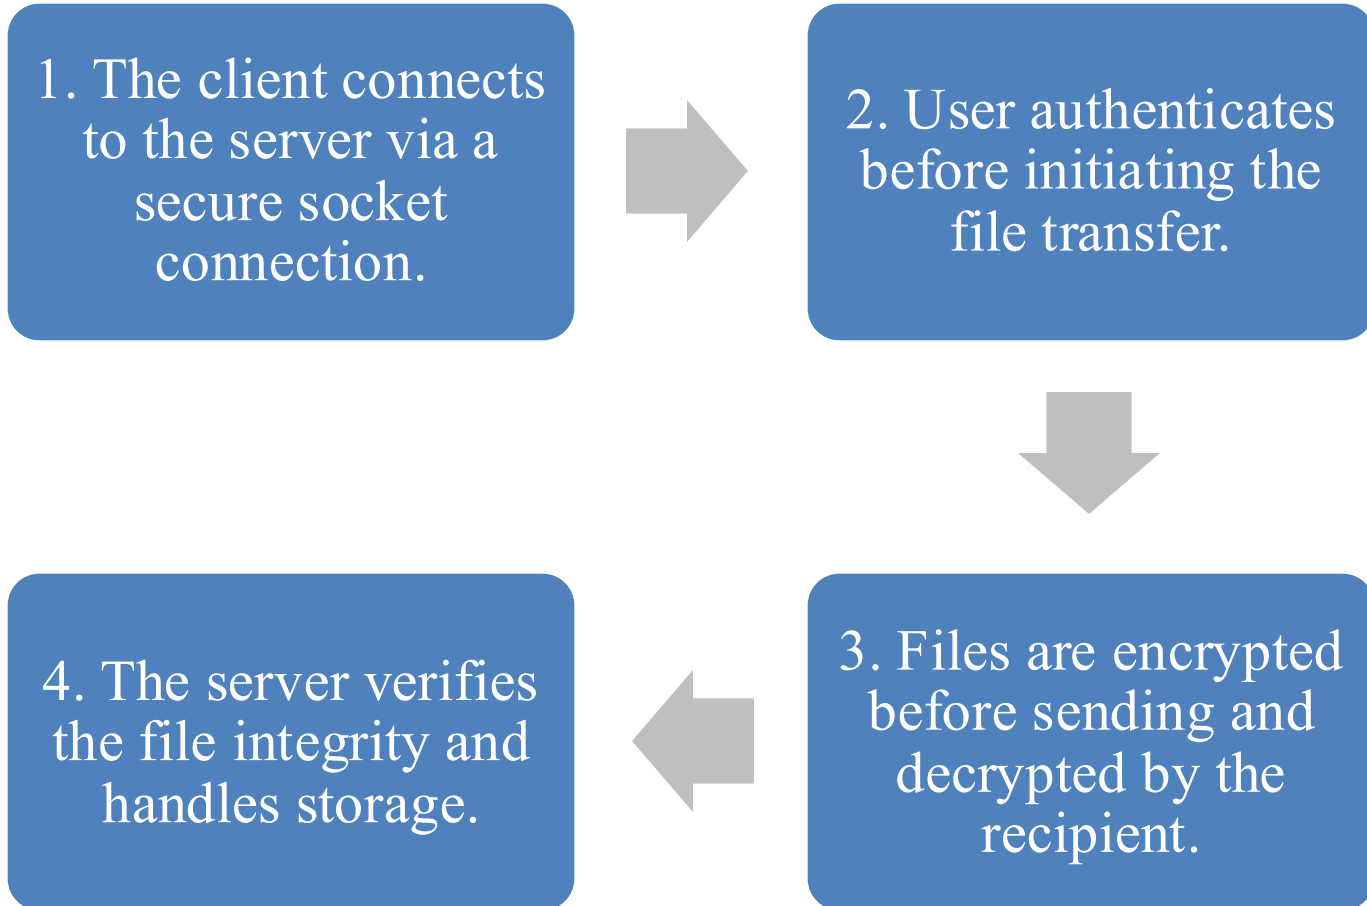 1. The client connects
to the server via a
secure socket
connection.
2. User authenticates
before initiating the
file transfer.
3. Files are encrypted
before sending and
decrypted by the
recipient.
4. The server verifies
the file integrity and
handles storage.